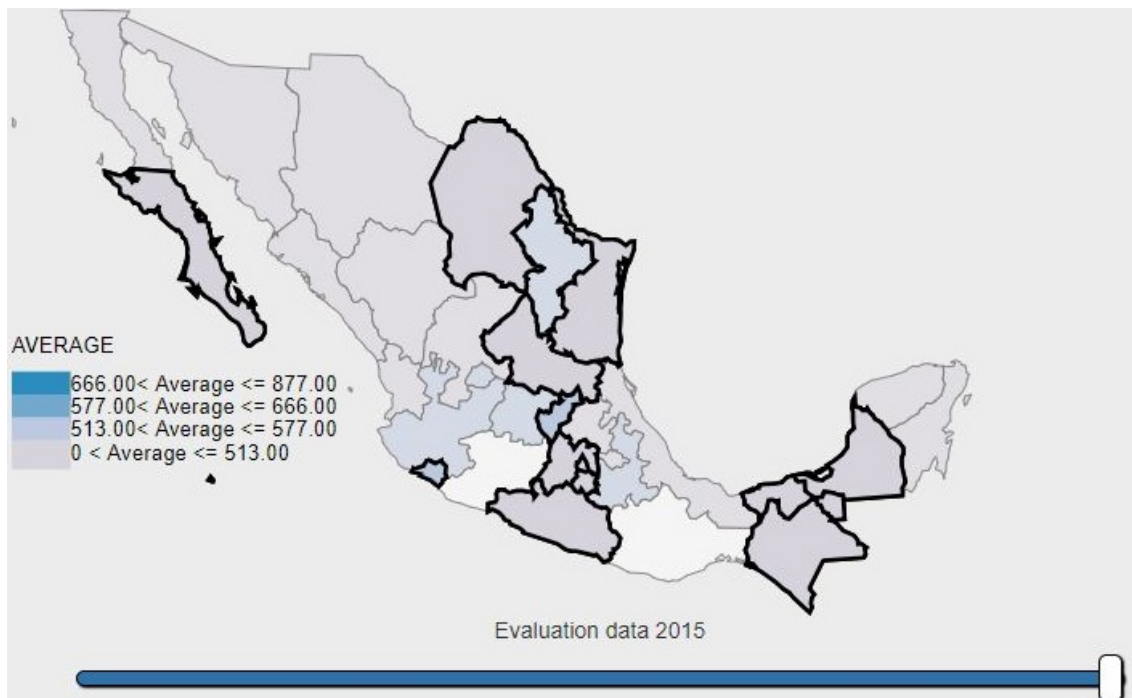 AVERAGE
666.00< Average <= 877.00
577.00< Average <= 666.00
513.00< Average <= 577.00
0 < Average <= 513.00
Evaluation data 2015